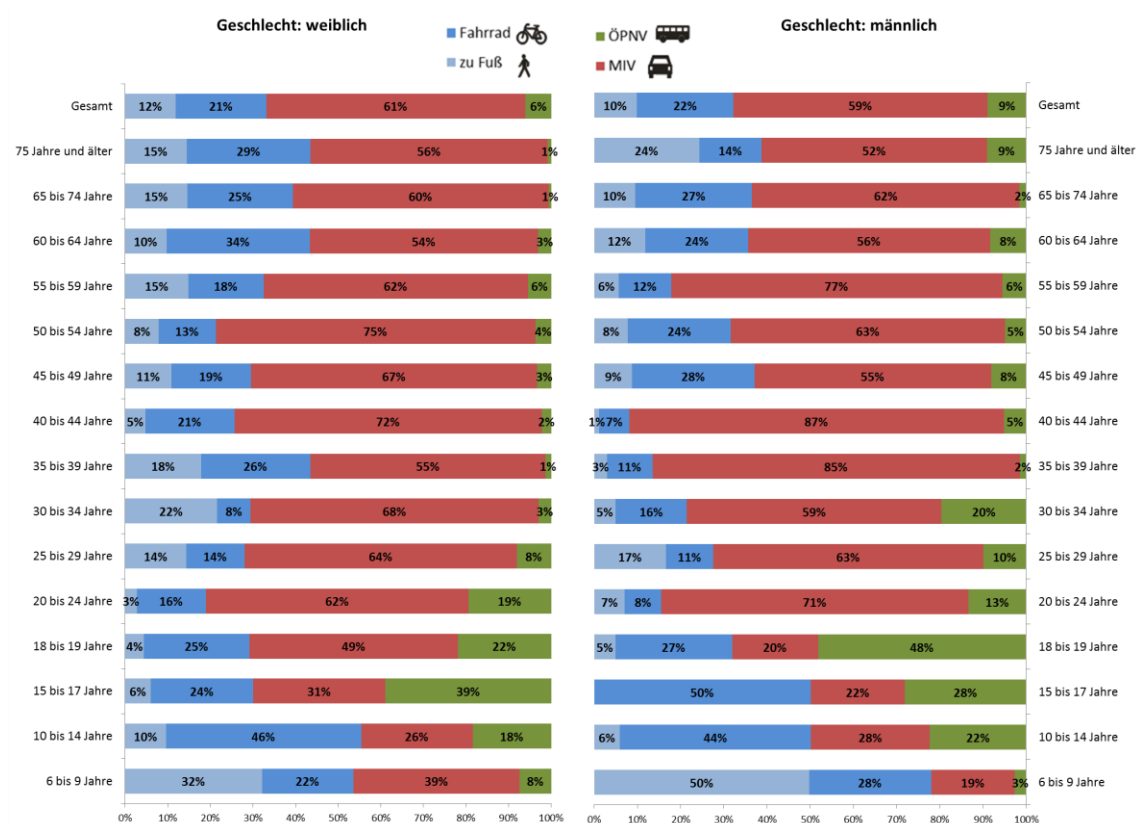 Geschlecht: weiblich
Fahrrad
zu Fuß
ÖPNV
MIV
Geschlecht: männlich
Gesamt 12% 21% 61% 6%
75 Jahre und älter 15% 29% 56% 1%
65 bis 74 Jahre 15% 25% 60% 1%
60 bis 64 Jahre 10% 34% 54% 3%
55 bis 59 Jahre 15% 18% 62% 6%
50 bis 54 Jahre 8% 13% 75% 4%
45 bis 49 Jahre 11% 19% 67% 3%
40 bis 44 Jahre 5% 21% 72% 2%
35 bis 39 Jahre 18% 26% 55% 1%
30 bis 34 Jahre 22% 8% 68% 3%
25 bis 29 Jahre 14% 14% 64% 8%
20 bis 24 Jahre 3% 16% 62% 19%
18 bis 19 Jahre 4% 25% 49% 22%
15 bis 17 Jahre 6% 24% 31% 39%
10 bis 14 Jahre 10% 46% 26% 18%
6 bis 9 Jahre 32% 22% 39% 8%
0% 10% 20% 30% 40% 50% 60% 70% 80% 90% 100%
10% 22% 59% 9% Gesamt
24% 14% 52% 9% 75 Jahre und älter
10% 27% 62% 2% 65 bis 74 Jahre
12% 24% 56% 8% 60 bis 64 Jahre
6% 12% 77% 6% 55 bis 59 Jahre
8% 24% 63% 5% 50 bis 54 Jahre
9% 28% 55% 8% 45 bis 49 Jahre
1% 7% 87% 5% 40 bis 44 Jahre
3% 11% 85% 2% 35 bis 39 Jahre
5% 16% 59% 20% 30 bis 34 Jahre
17% 11% 63% 10% 25 bis 29 Jahre
7% 8% 71% 13% 20 bis 24 Jahre
5% 27% 20% 48% 18 bis 19 Jahre
50% 22% 28% 15 bis 17 Jahre
6% 44% 28% 22% 10 bis 14 Jahre
50% 28% 19% 3% 6 bis 9 Jahre
0% 10% 20% 30% 40% 50% 60% 70% 80% 90% 100%